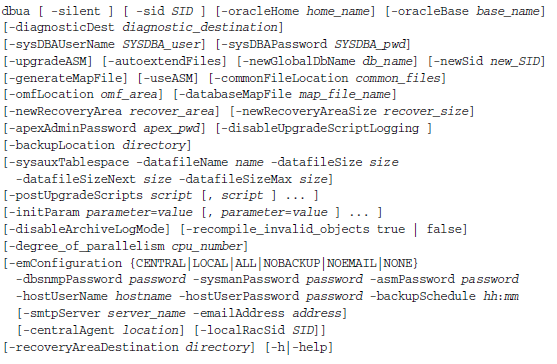 dbua [ -silent ] [ -sid SID ] [-oracleHome home_name] [-oracleBase base_name]
[-diagnosticDest diagnostic_destination]
[-sysDBAUserName SYSDBA_user] [-sysDBAPassword SYSDBA_pwd]
[-upgradeASM] [-autoextendFiles] [-newGlobalDbName db_name] [-newSid new_SID]
[-generateMapFile] [-useASM] [-commonFileLocation common_files]
[-omfLocation omf_area] [-databaseMapFile map_file_name]
[-newRecoveryArea recover_area] [-newRecoveryAreaSize recover_size]
[-apexAdminPassword apex_pwd] [-disableUpgradeScriptLogging ]
[-backupLocation directory]
[-sysauxTablespace -datafileName name -datafileSize size
-datafileSizeNext size -datafileSizeMax size]
[-postUpgradeScripts script [, script ] ... ]
[-initParam parameter=value [, parameter=value ] ... ]
[-disableArchiveLogMode] [-recompile_invalid_objects true | false]
[-degree_of_parallelism cpu_number]
[-emConfiguration {CENTRAL|LOCAL|ALL|NOBACKUP|NOEMAIL|NONE}
-dbsnmpPassword password -sysmanPassword password -asmPassword password
-hostUserName hostname -hostUserPassword password -backupSchedule hh:mm
[-smtpServer server_name -emailAddress address]
[-centralAgent location] [-localRacSid SID]]
[-recoveryAreaDestination directory] [-h|-help]